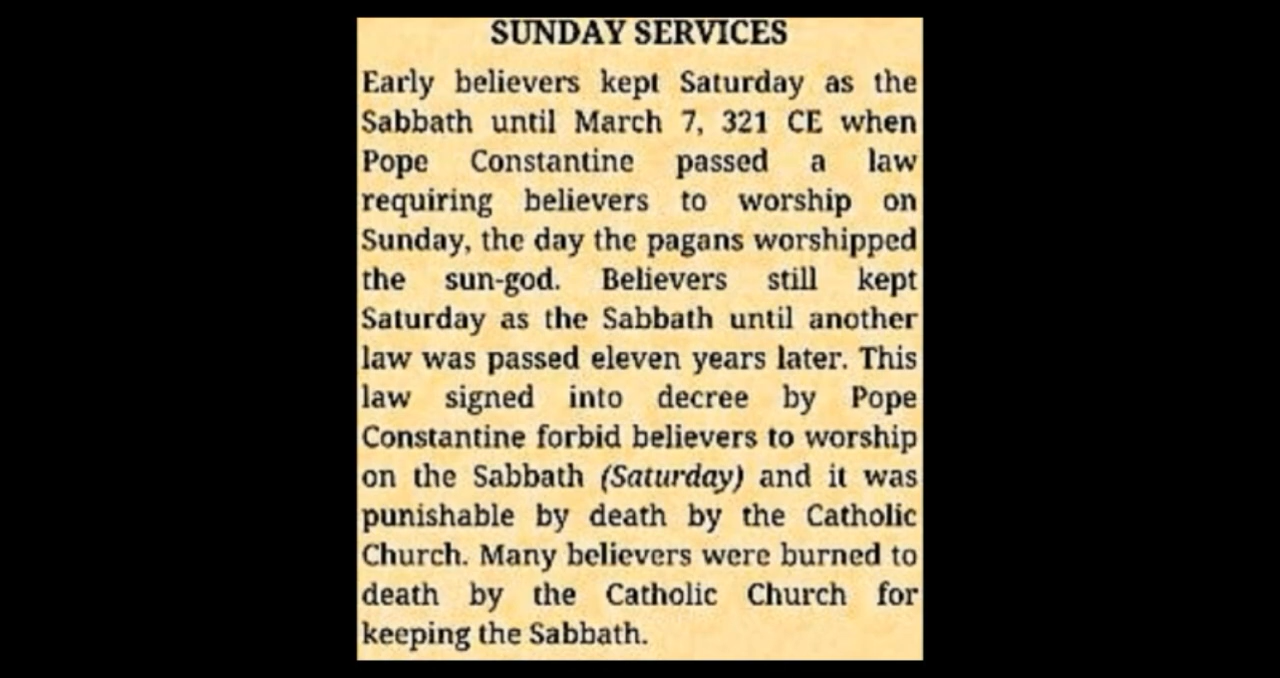 SUNDAY SERVICES
Early believers kept Saturday as the
Sabbath until March 7, 321 CE when
Pope Constantine passed a law
requiring believers to worship on
Sunday, the day the pagans worshipped
the sun-god. Believers still kept
Saturday as the Sabbath until another
law was passed eleven years later. This
law signed into decree by Pope
Constantine forbid believers to worship
on the Sabbath (Saturday) and it was
punishable by death by the Catholic
Church. Many believers were burned to
death by the Catholic Church for
keeping the Sabbath.